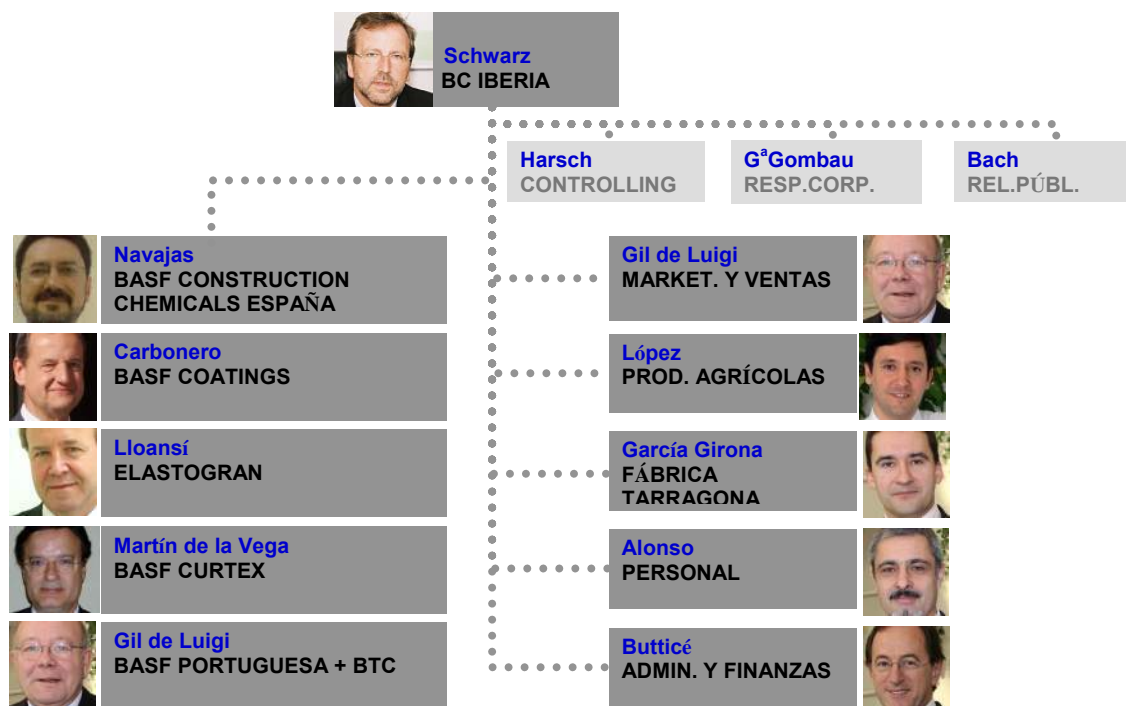 Schwarz
BC IBERIA
Harsch
CONTROLLING
GªGombau
RESP.CORP.
Bach
REL.PÚBL.
Navajas
BASF CONSTRUCTION
CHEMICALS ESPAÑA
Carbonero
BASF COATINGS
Lloansí
ELASTOGRAN
Martín de la Vega
BASF CURTEX
Gil de Luigi
BASF PORTUGUESA + BTC
Gil de Luigi
MARKET. Y VENTAS
López
PROD. AGRÍCOLAS
García Girona
FÁBRICA
TARRAGONA
Alonso
PERSONAL
Butticé
ADMIN. Y FINANZAS